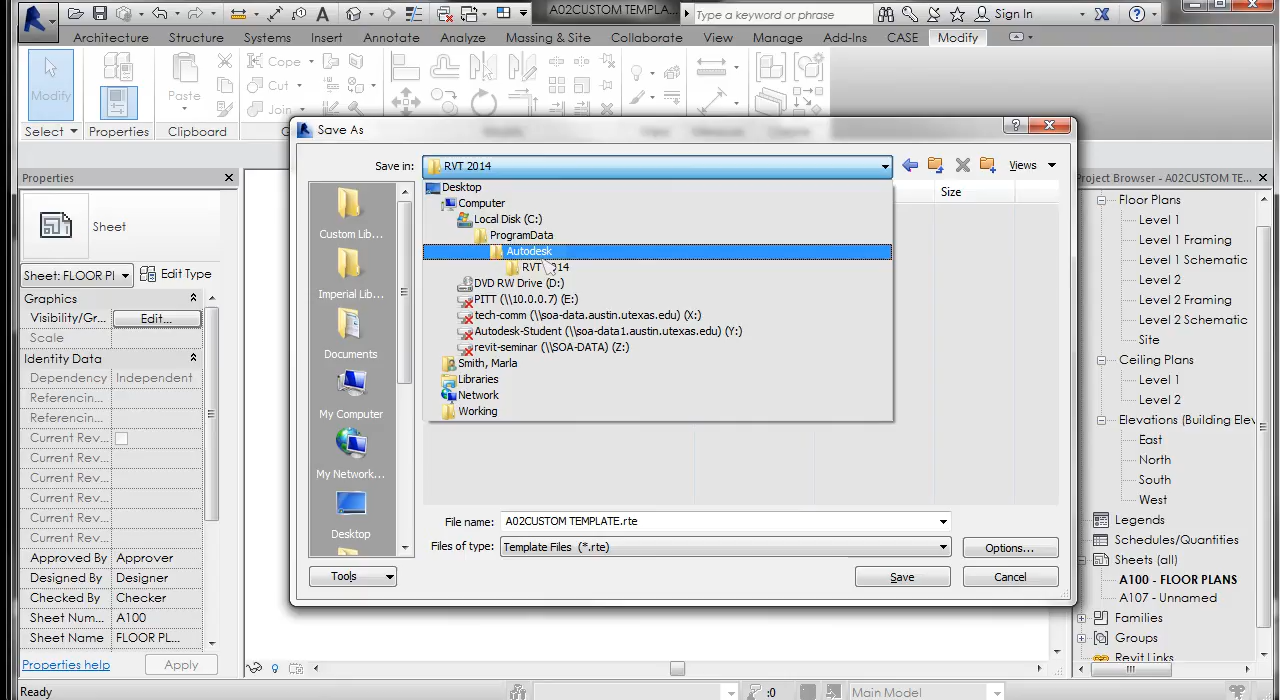 A02CUSTOM TEMPLA...
Type a keyword or phrase
Sign In
Architecture Structure Systems Insert Annotate Analyze Massing & Site Collaborate View Manage Add-Ins CASE Modify
Modify
Paste
Cope
Cut
Join
Select Properties Clipboard
Save As
Properties
Project Browser - A02CUSTOM TE...
Save in: RVT 2014 Views
Size
Sheet
Sheet: FLOOR Pl Edit Type
Graphics
Visibility/Gr... Edit...
Scale
Identity Data
Dependency Independent
Referencin...
Referencin...
Current Rev...
Current Rev...
Current Rev...
Current Rev...
Current Rev...
Current Rev...
Approved By Approver
Designed By Designer
Checked By Checker
Sheet Num... A100
Sheet Name FLOOR PL...
Properties help Apply
Ready
Custom Lib...
Imperial Lib...
Documents
My Computer
My Network...
Desktop
Desktop
Computer
Local Disk (C:)
ProgramData
Autodesk
RVT 2014
DVD RW Drive (D:)
PITT (\\10.0.0.7) (E:)
tech-comm (\\soa-data.austin.utexas.edu) (X:)
Autodesk-Student (\\soa-data1.austin.utexas.edu) (Y:)
revit-seminar (\\SOA-DATA) (Z:)
Smith, Marla
Libraries
Network
Working
File name: A02CUSTOM TEMPLATE.rte
Files of type: Template Files (*.rte) Options...
Tools Save Cancel
Floor Plans
Level 1
Level 1 Framing
Level 1 Schematic
Level 2
Level 2 Framing
Level 2 Schematic
Site
Ceiling Plans
Level 1
Level 2
Elevations (Building Elev
East
North
South
West
Legends
Schedules/Quantities
Sheets (all)
A100 - FLOOR PLANS
A107 - Unnamed
Families
Groups
Revit Links
:0 Main Model